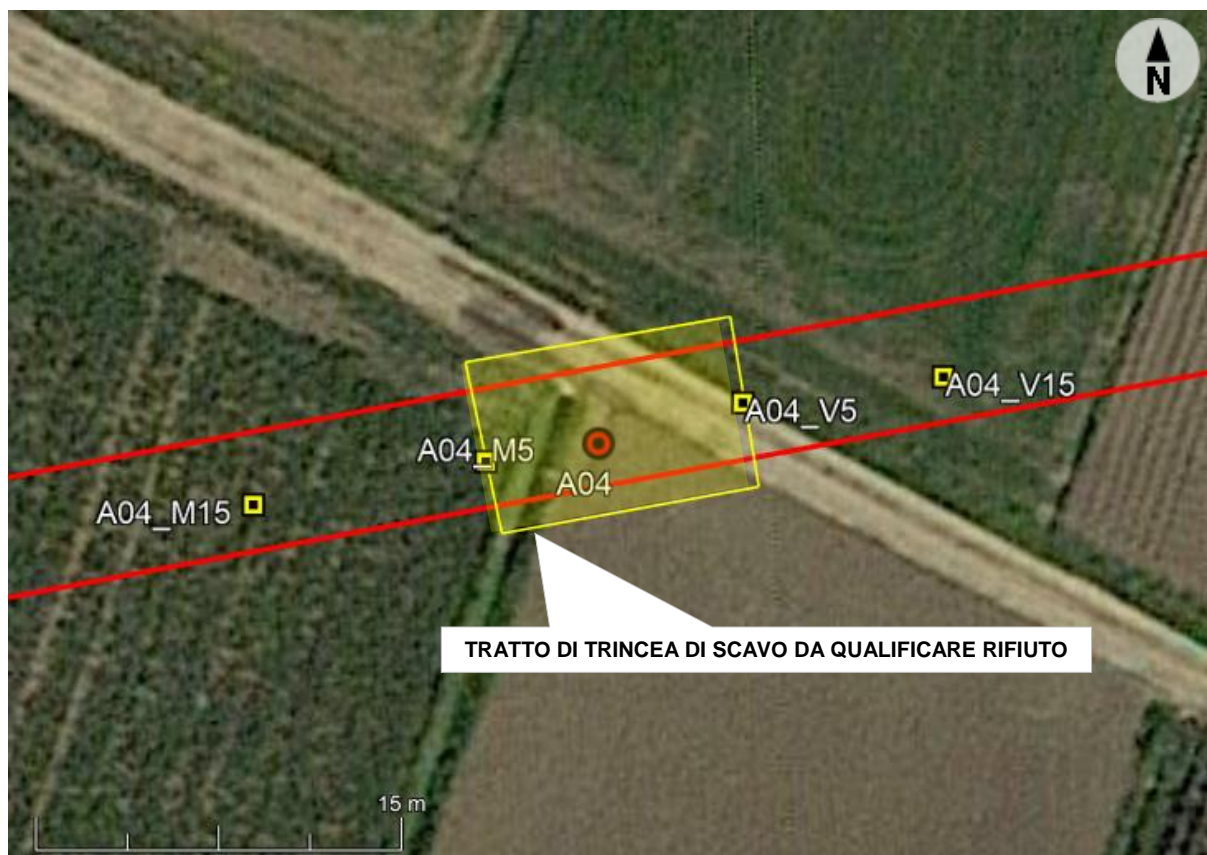 N
A04_V15
A04_V5
A04_M5
A04
A04_M15
TRATTO DI TRINCEA DI SCAVO DA QUALIFICARE RIFIUTO
15 m